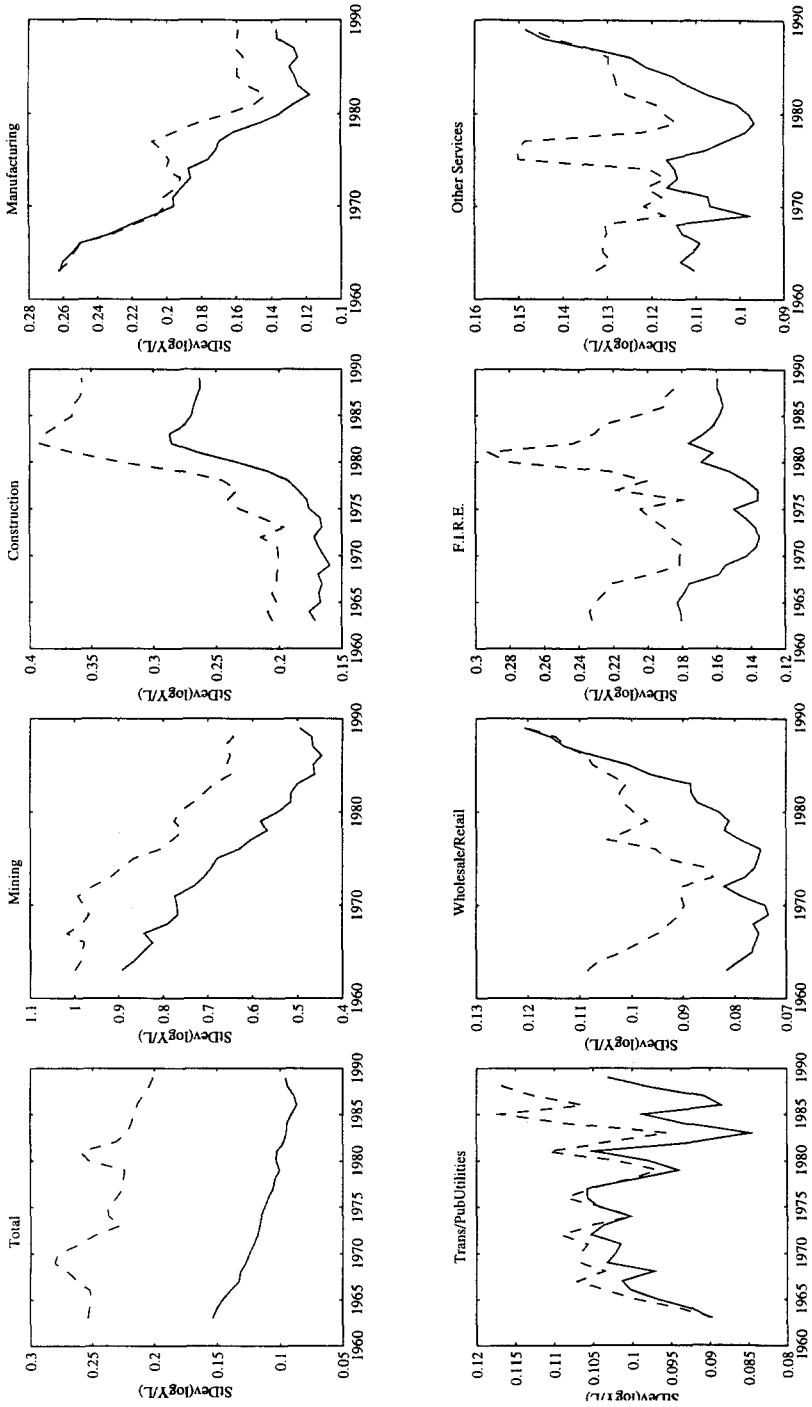 Total
0.3
0.25
0.2
0.15
0.1
0.05
StDev(logY/L)
1960 1965 1970 1975 1980 1985 1990
Mining
1.1
1
0.9
0.8
0.7
0.6
0.5
0.4
StDev(logY/L)
1960 1970 1980 1990
Construction
0.4
0.35
0.3
0.25
0.2
0.15
StDev(logY/L)
1960 1965 1970 1975 1980 1985 1990
Manufacturing
0.28
0.26
0.24
0.22
0.2
0.18
0.16
0.14
0.12
0.1
StDev(logY/L)
1960 1970 1980 1990
Trans/PubUtilities
0.12
0.115
0.11
0.105
0.1
0.095
0.09
0.085
0.08
StDev(logY/L)
1960 1965 1970 1975 1980 1985 1990
Wholesale/Retail
0.13
0.12
0.11
0.1
0.09
0.08
0.07
StDev(logY/L)
1960 1970 1980 1990
F.I.R.E.
0.3
0.28
0.26
0.24
0.22
0.2
0.18
0.16
0.14
0.12
StDev(logY/L)
1960 1965 1970 1975 1980 1985 1990
Other Services
0.16
0.15
0.14
0.13
0.12
0.11
0.1
0.09
StDev(logY/L)
1960 1970 1980 1990